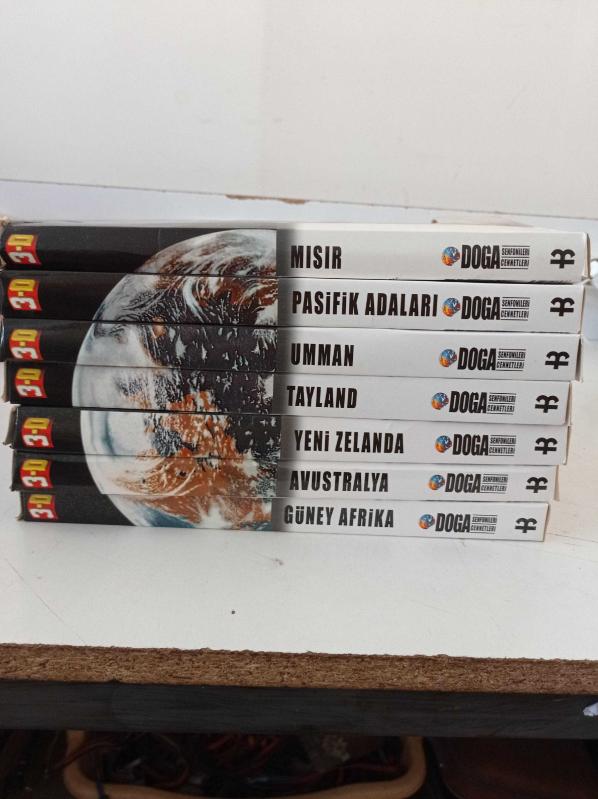 3-D MISIR DOGA SENFONİLERİ CENNETLERİ
3-D PASİFİK ADALARI DOGA SENFONİLERİ CENNETLERİ
3-D UMMAN DOGA SENFONİLERİ CENNETLERİ
3-D TAYLAND DOGA SENFONİLERİ CENNETLERİ
3-D YENİ ZELANDA DOGA SENFONİLERİ CENNETLERİ
3-D AVUSTRALYA DOGA SENFONİLERİ CENNETLERİ
3-D GÜNEY AFRİKA DOGA SENFONİLERİ CENNETLERİ